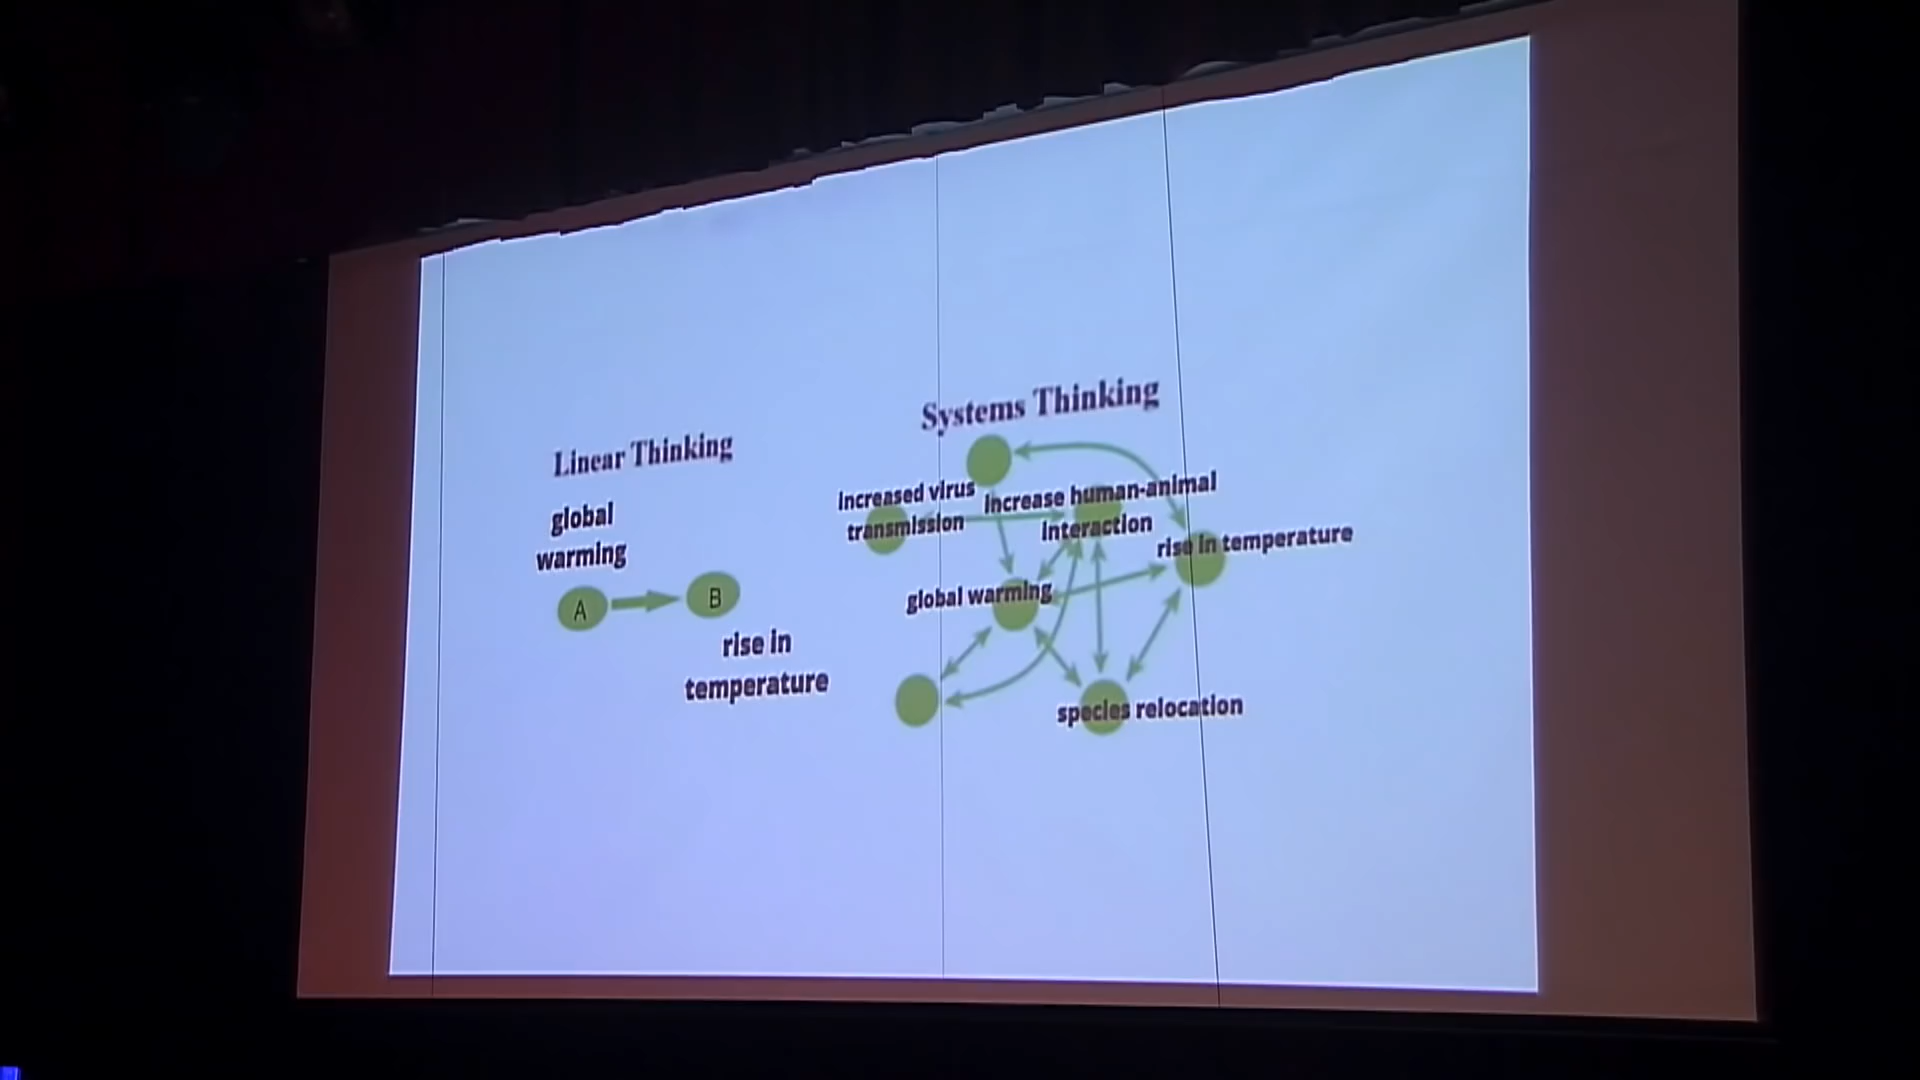 Linear Thinking
global
warming
A
B
rise in
temperature
Systems Thinking
increased virus
transmission
increase human-animal
interaction
rise in temperature
global warming
species relocation